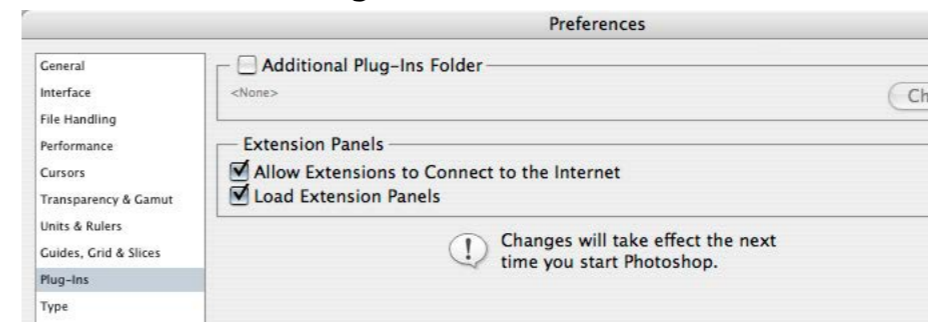 Preferences
General
Interface
File Handling
Performance
Cursors
Transparency & Gamut
Units & Rulers
Guides, Grid & Slices
Plug-Ins
Type
Additional Plug-Ins Folder
<None>
Ch
Extension Panels
Allow Extensions to Connect to the Internet
Load Extension Panels
Changes will take effect the next
time you start Photoshop.